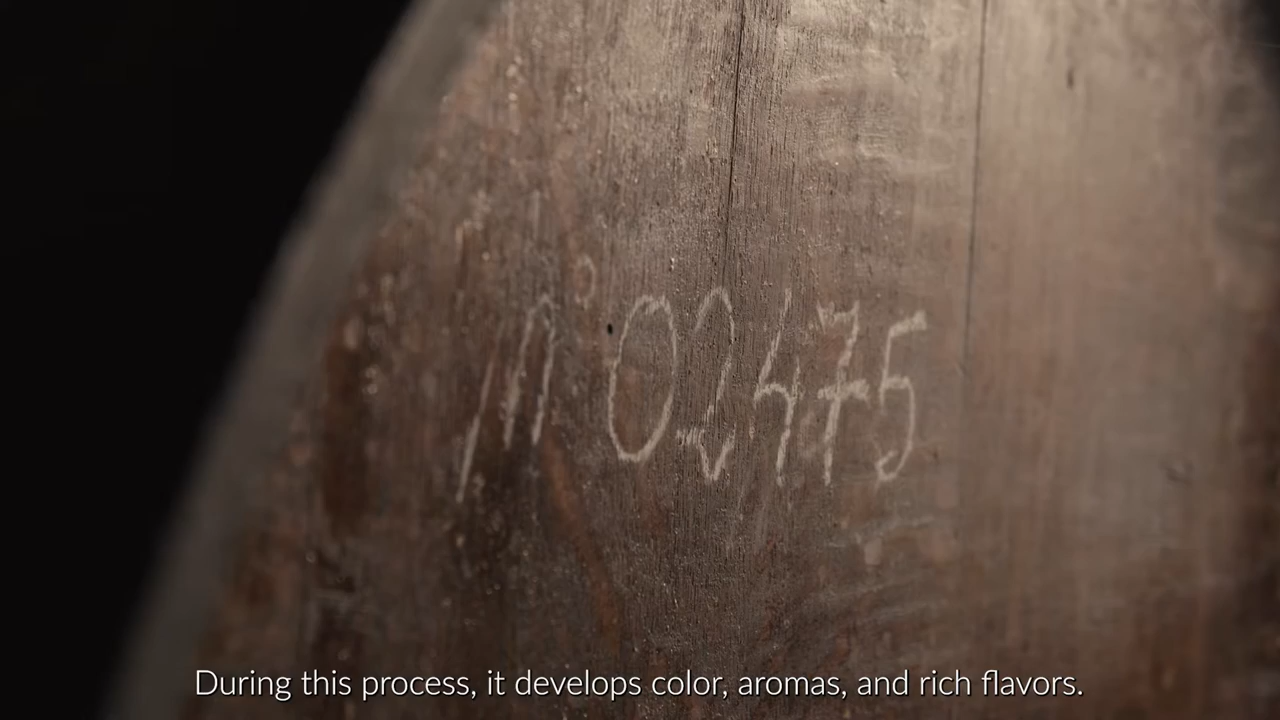 N° 02475
During this process, it develops color, aromas, and rich flavors.